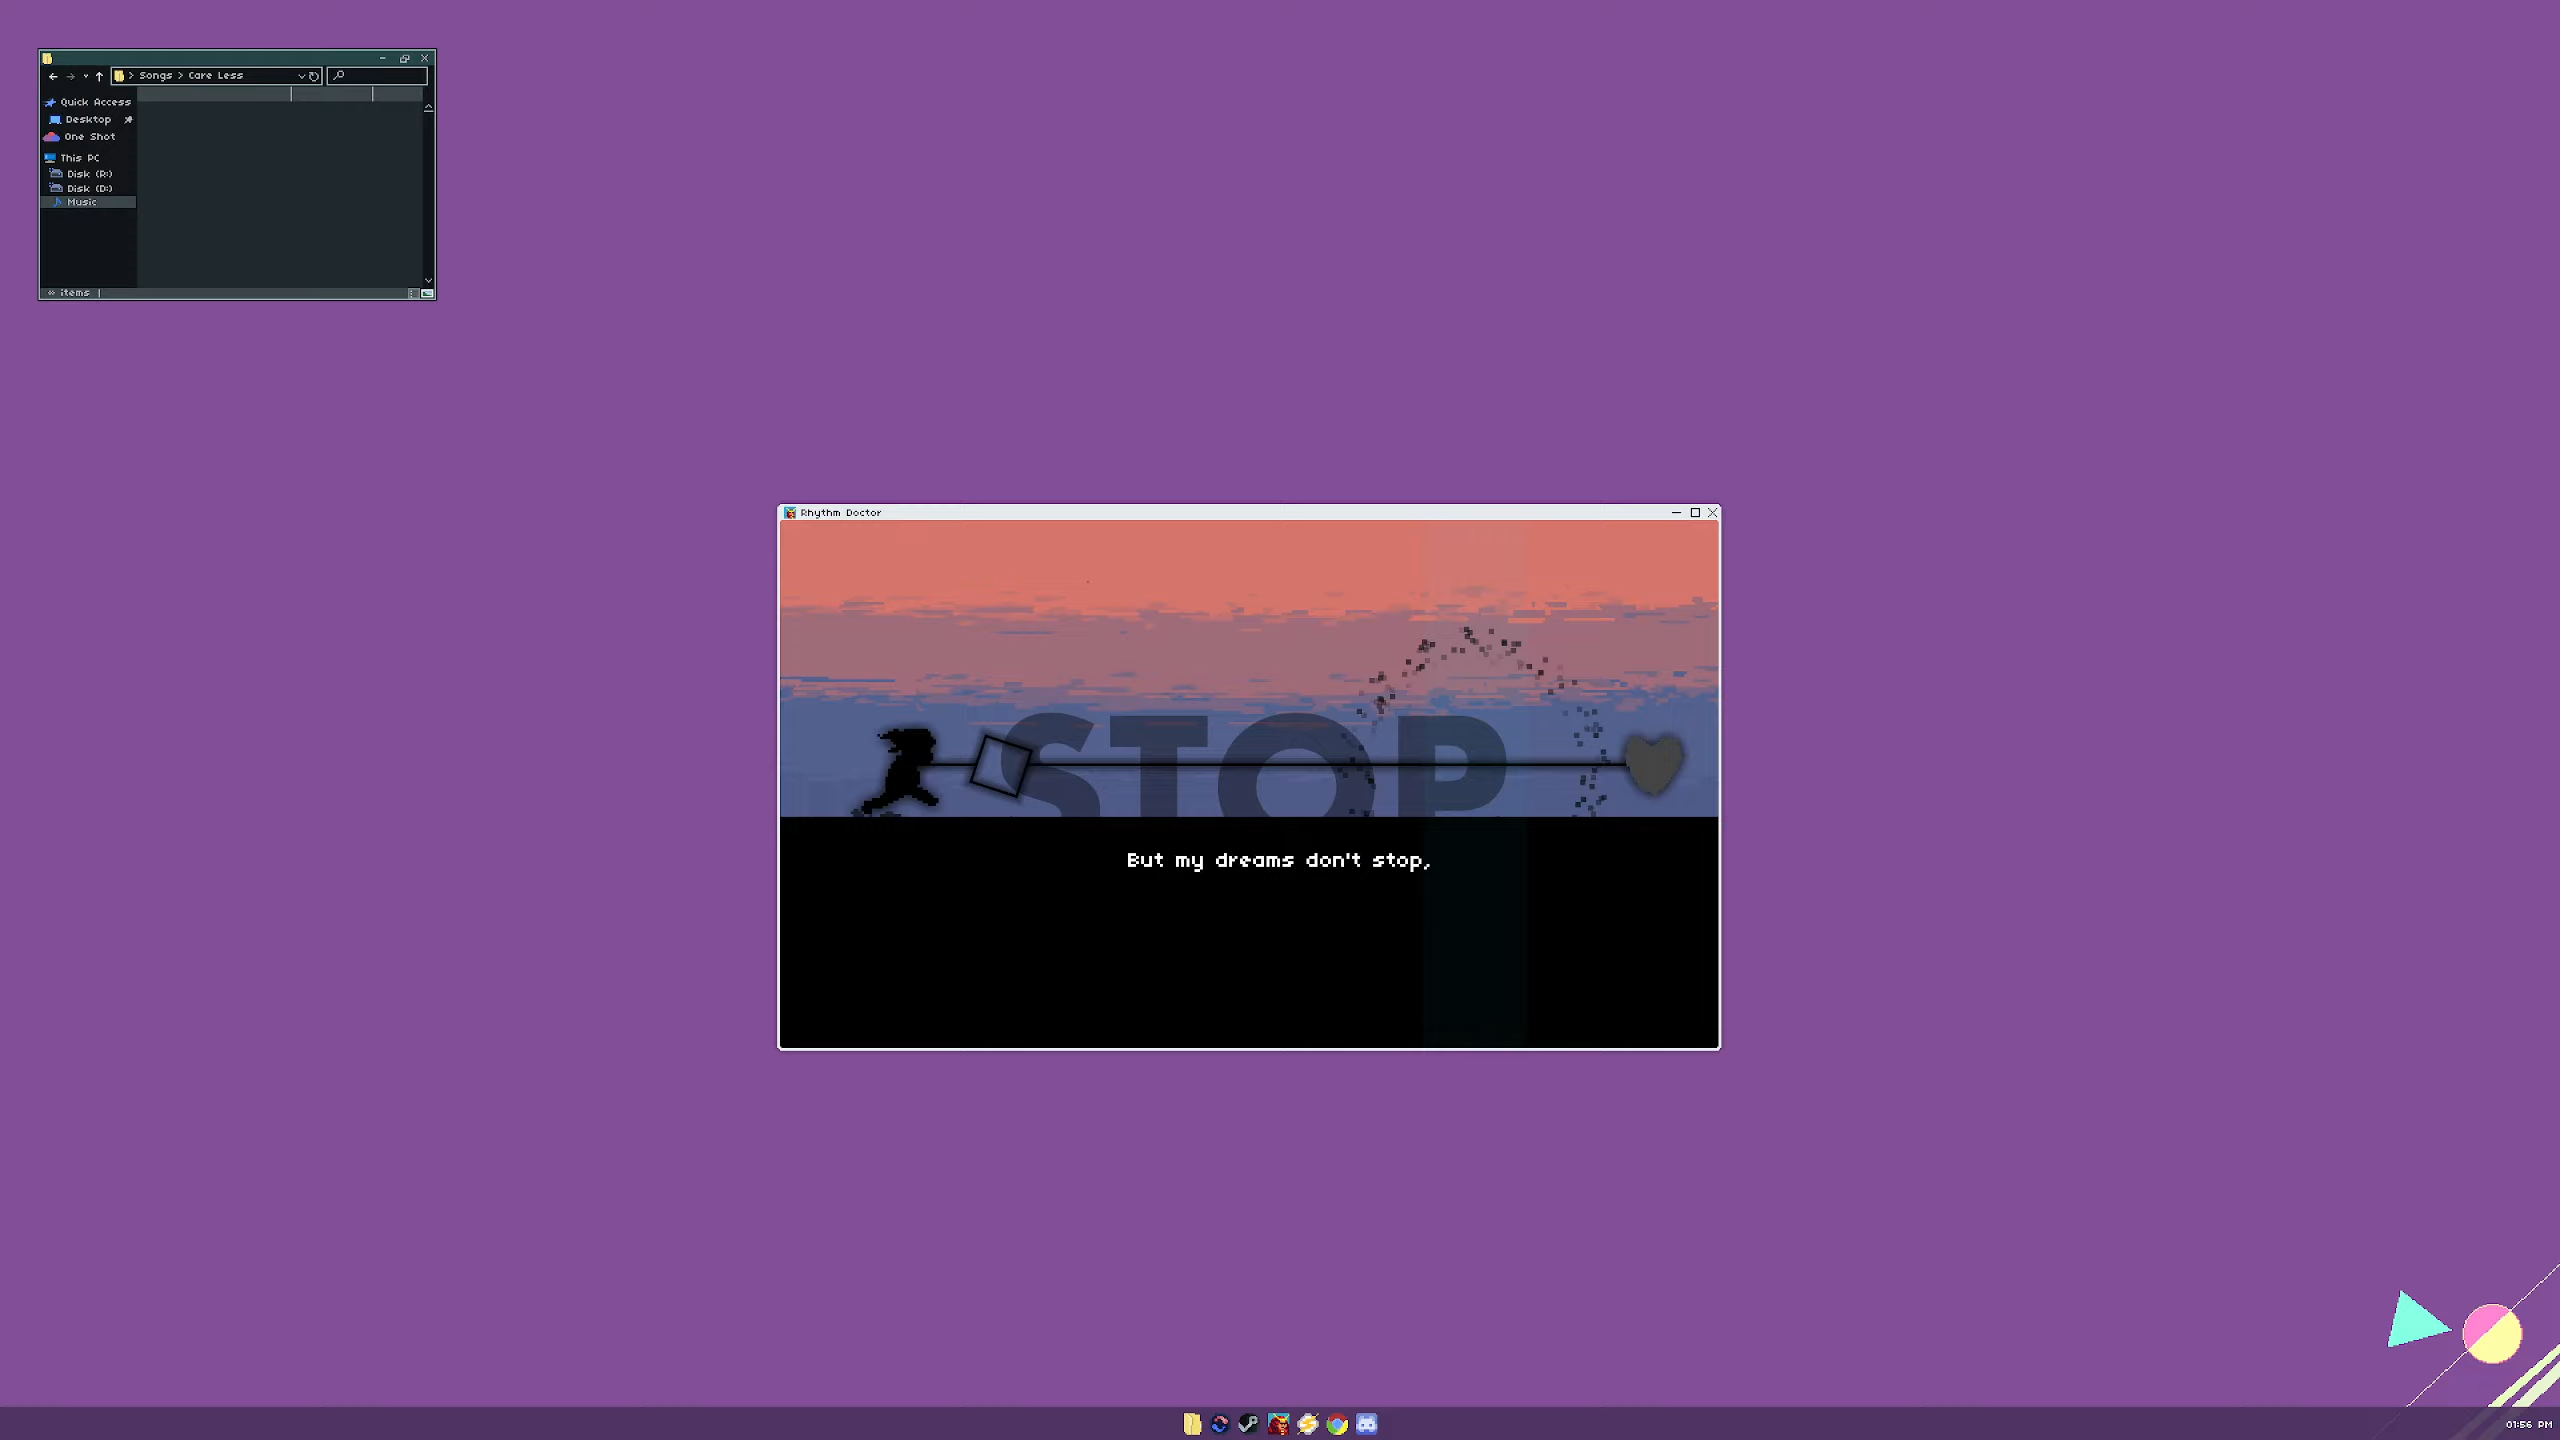 Songs > Care Less
Quick Access
Desktop
One Shot
This PC
Disk (R:)
Disk (D:)
Music
∞ items
Rhythm Doctor
STOP
But my dreams don't stop,
01:56 PM